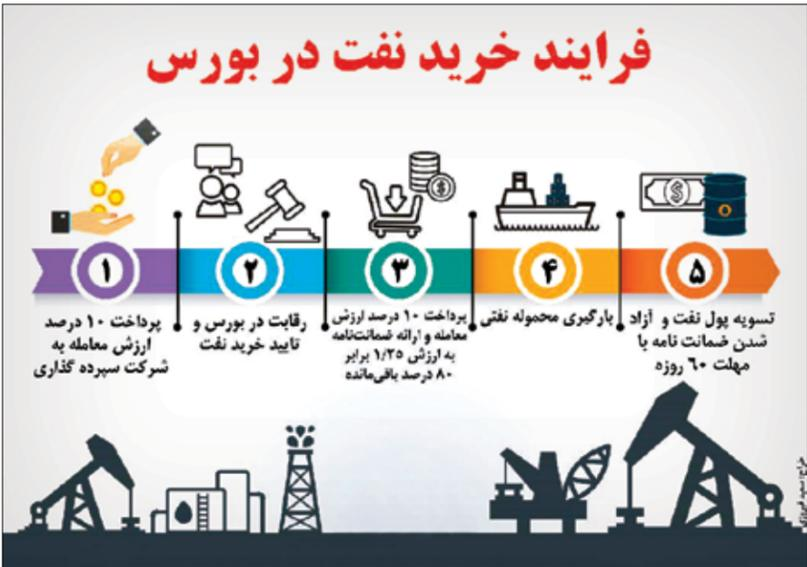 فرایند خرید نفت در بورس
۱
پرداخت ۱۰ درصد
ارزش معامله به
شرکت سپرده گذاری
۲
رقابت در بورس و
تایید خرید نفت
۳
پرداخت ۱۰ درصد ارزش
معامله و ارائه ضمانت‌نامه
به ارزش ۱/۲۵ برابر
۸۰ درصد باقی‌مانده
۴
بارگیری محموله نفتی
۵
تسویه پول نفت و آزاد
شدن ضمانت نامه با
مهلت ۶۰ روزه